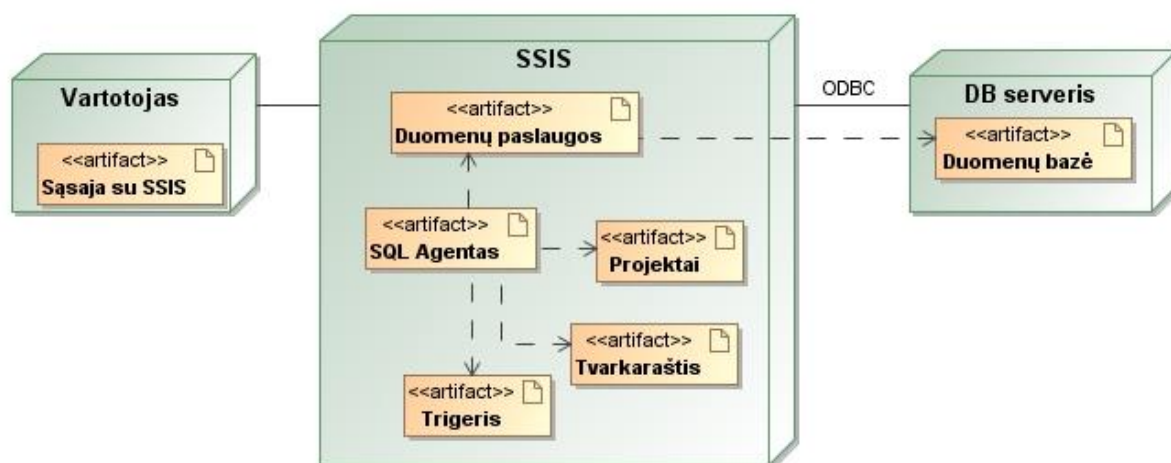 Vartotojas
<<artifact>>
Sąsaja su SSIS
SSIS
<<artifact>>
Duomenų paslaugos
<<artifact>>
SQL Agentas
<<artifact>>
Projektai
<<artifact>>
Tvarkaraštis
<<artifact>>
Trigeris
ODBC
DB serveris
<<artifact>>
Duomenų bazė